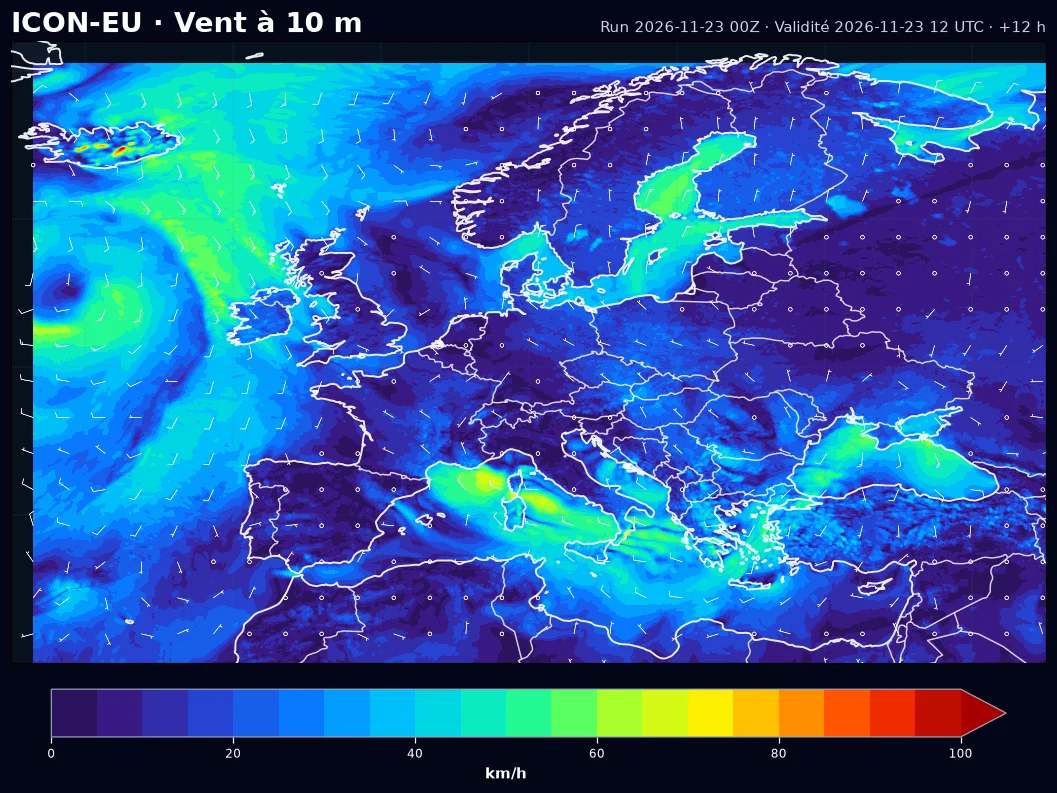 ICON-EU · Vent à 10 m
Run 2026-11-23 00Z · Validité 2026-11-23 12 UTC · +12 h
0 20 40 60 80 100
km/h